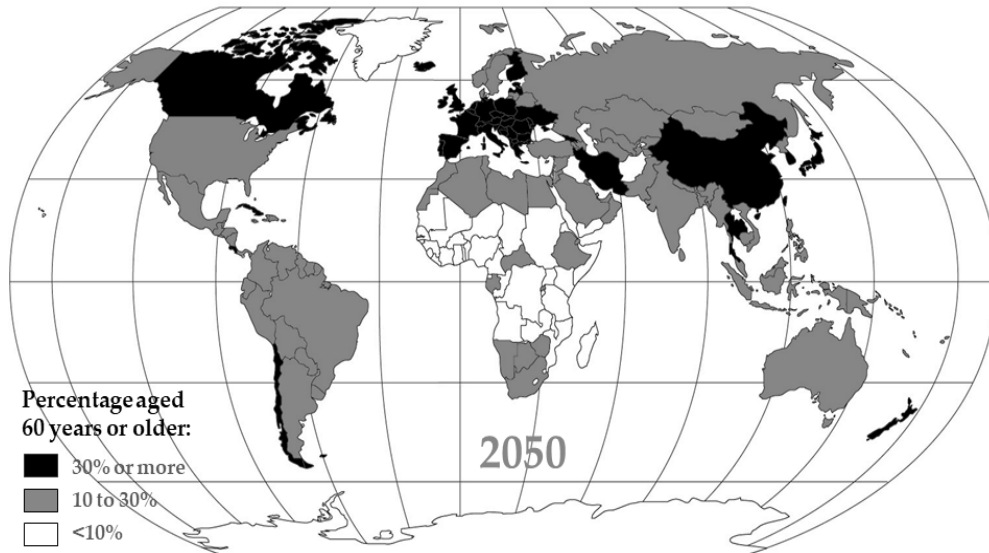 2050
Percentage aged
60 years or older:
30% or more
10 to 30%
<10%